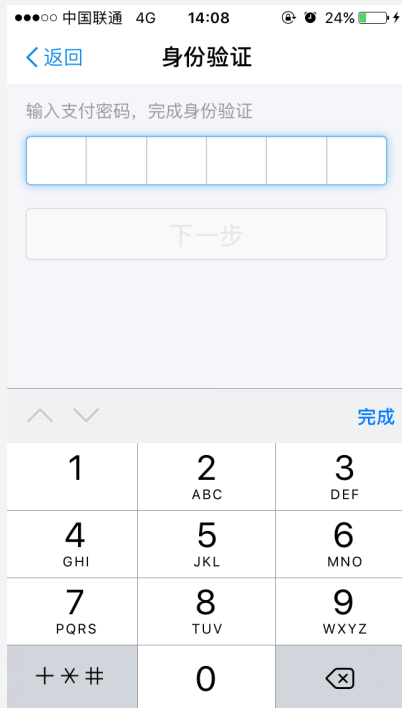 中国联通 4G 14:08 24%
返回 身份验证
输入支付密码，完成身份验证
下一步
完成
1 2 3
ABC DEF
4 5 6
GHI JKL MNO
7 8 9
PQRS TUV WXYZ
+*# 0